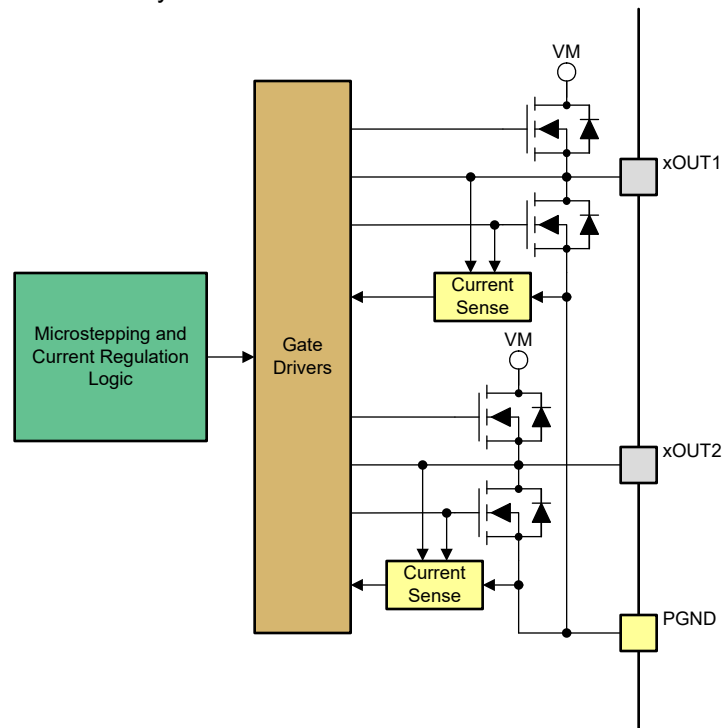 VM
xOUT1
Current
Sense
Microstepping and
Current Regulation
Logic
Gate
Drivers
VM
xOUT2
Current
Sense
PGND